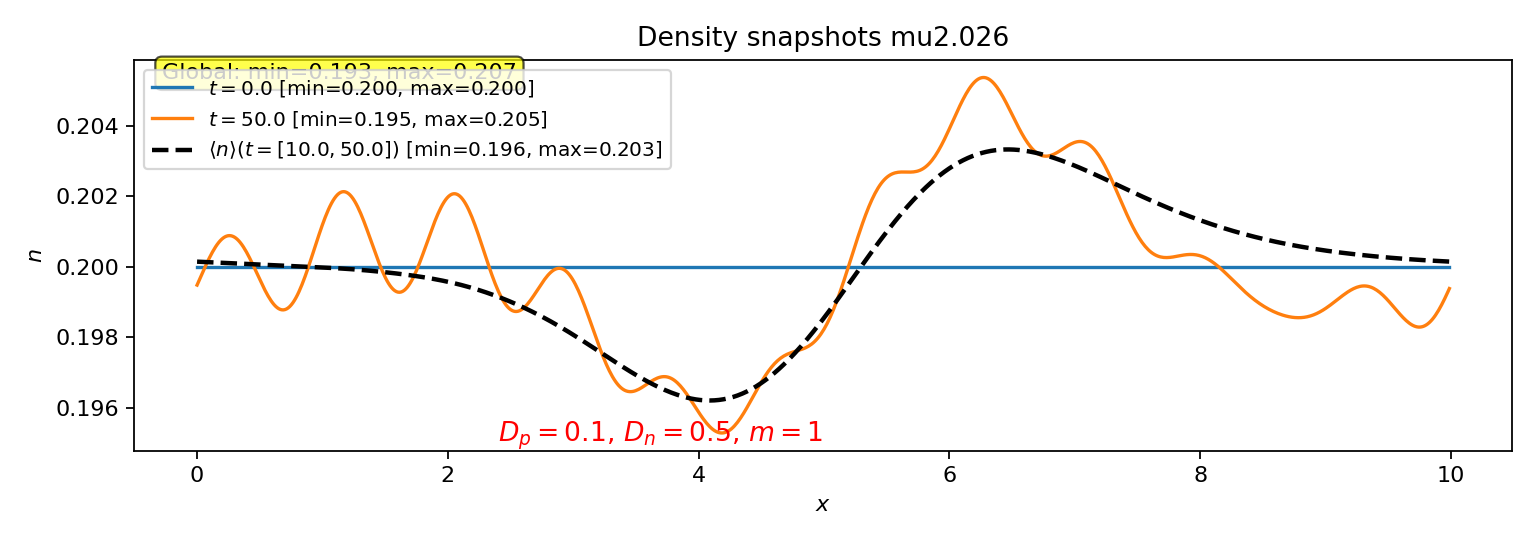 Density snapshots mu2.026
Global: min=0.193, max=0.207
t = 0.0 [min=0.200, max=0.200]
t = 50.0 [min=0.195, max=0.205]
⟨n⟩(t = [10.0, 50.0]) [min=0.196, max=0.203]
n
0.204
0.202
0.200
0.198
0.196
D_p = 0.1, D_n = 0.5, m = 1
0 2 4 6 8 10
x